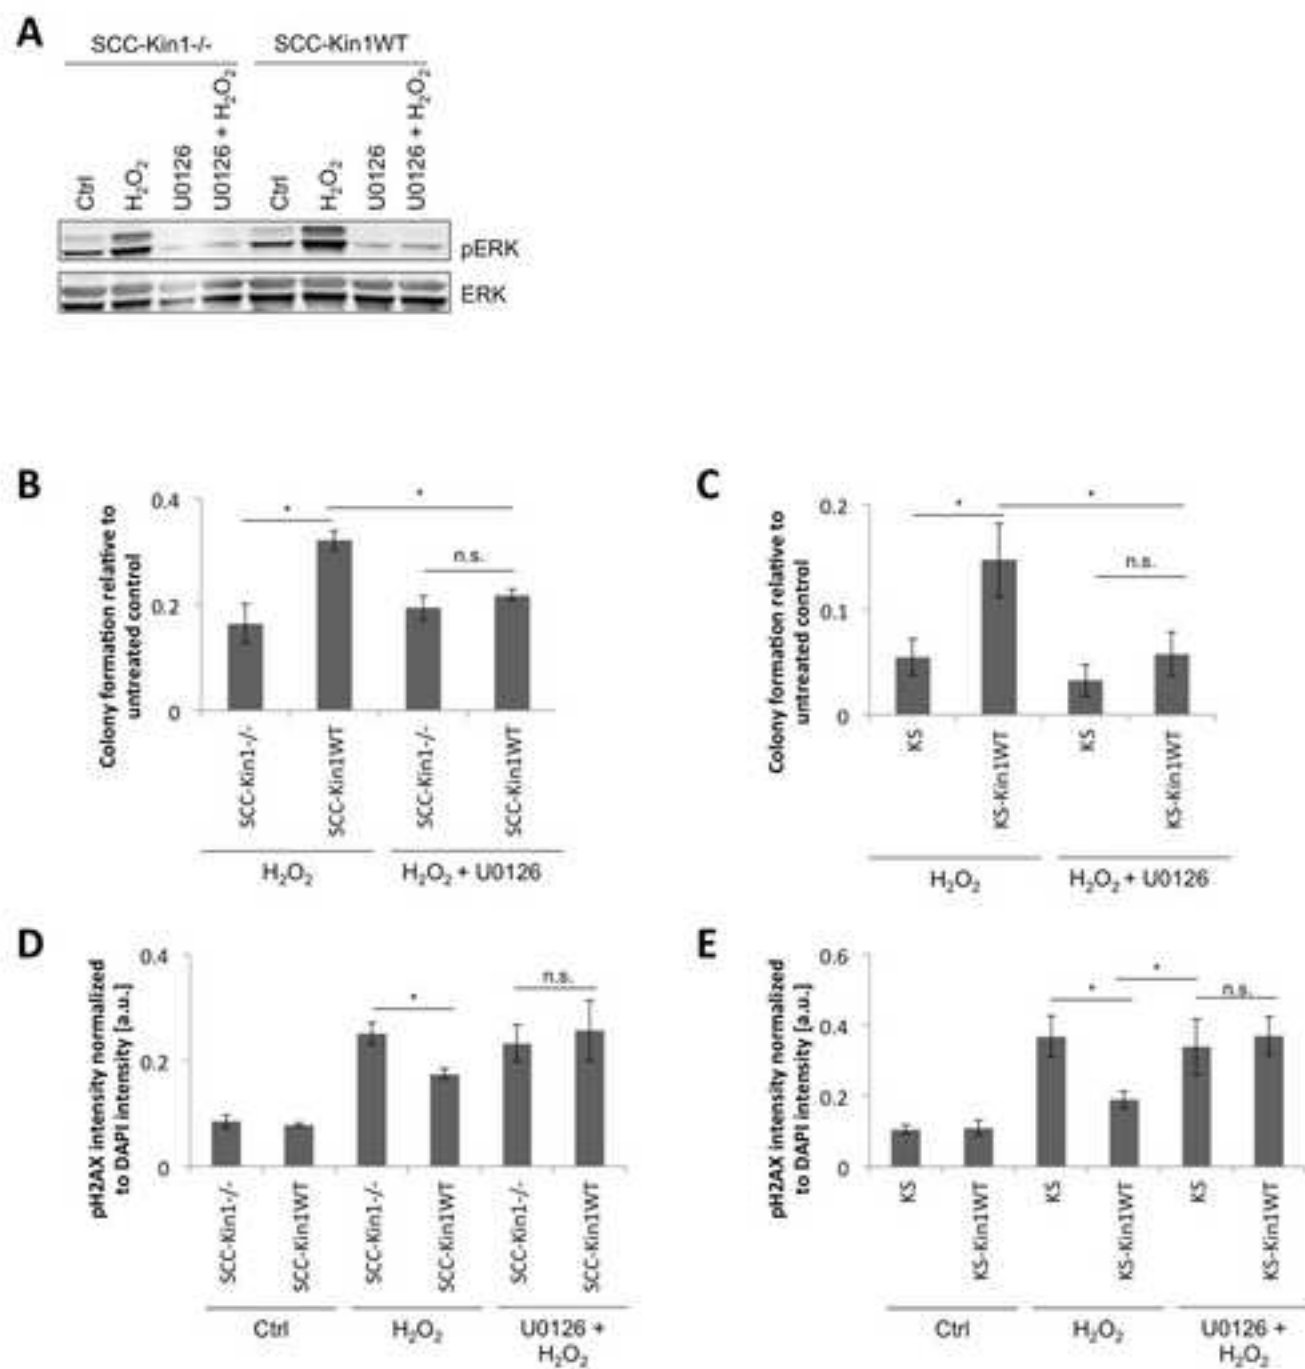 A
SCC-Kin1-/- SCC-Kin1WT
Ctrl
H₂O₂
U0126
U0126 + H₂O₂
Ctrl
H₂O₂
U0126
U0126 + H₂O₂
pERK
ERK
B
Colony formation relative to
untreated control
0.4
0.2
0
*
*
n.s.
SCC-Kin1-/-
SCC-Kin1WT
SCC-Kin1-/-
SCC-Kin1WT
H₂O₂ H₂O₂ + U0126
C
Colony formation relative to
untreated control
0.2
0.1
0
*
*
n.s.
KS
KS-Kin1WT
KS
KS-Kin1WT
H₂O₂ H₂O₂ + U0126
D
pH2AX intensity normalized
to DAPI intensity [a.u.]
0.4
0.2
0
*
n.s.
SCC-Kin1-/-
SCC-Kin1WT
SCC-Kin1-/-
SCC-Kin1WT
SCC-Kin1-/-
SCC-Kin1WT
Ctrl H₂O₂ U0126 +
H₂O₂
E
pH2AX intensity normalized
to DAPI intensity [a.u.]
0.6
0.4
0.2
0
*
*
n.s.
KS
KS-Kin1WT
KS
KS-Kin1WT
KS
KS-Kin1WT
Ctrl H₂O₂ U0126 +
H₂O₂